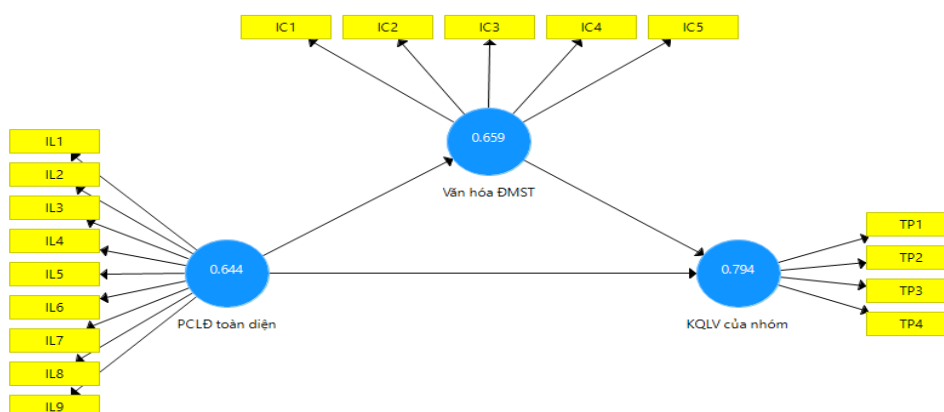 IC1 IC2 IC3 IC4 IC5
0.659
Văn hóa ĐMST
IL1
IL2
IL3
IL4
IL5
IL6
IL7
IL8
IL9
0.644
PCLĐ toàn diện
0.794
KQLV của nhóm
TP1
TP2
TP3
TP4